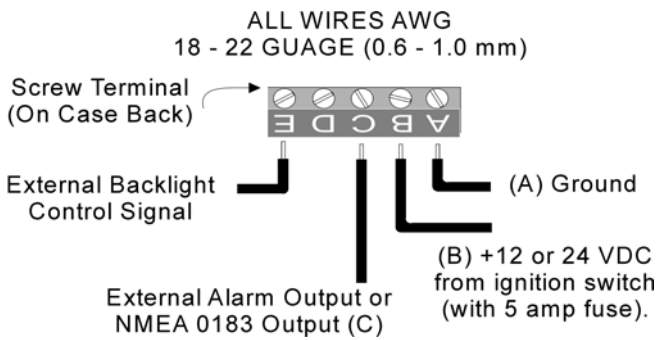 ALL WIRES AWG
18 - 22 GUAGE (0.6 - 1.0 mm)
Screw Terminal
(On Case Back)
E D C B A
External Backlight
Control Signal
(A) Ground
(B) +12 or 24 VDC
from ignition switch
(with 5 amp fuse).
External Alarm Output or
NMEA 0183 Output (C)